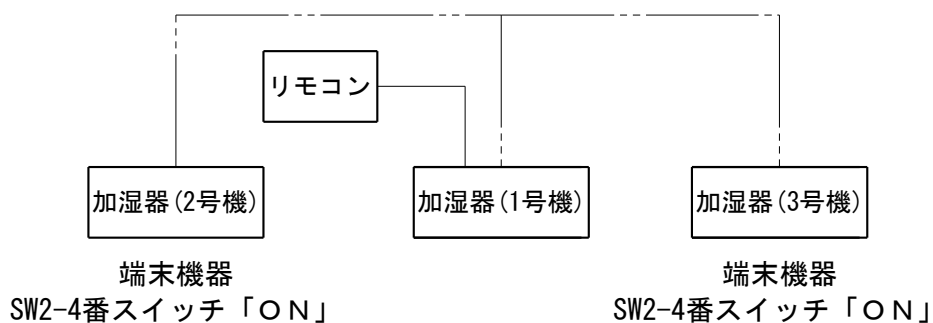 リモコン
加湿器(2号機)
加湿器(1号機)
加湿器(3号機)
端末機器
SW2-4番スイッチ「ＯＮ」
端末機器
SW2-4番スイッチ「ＯＮ」